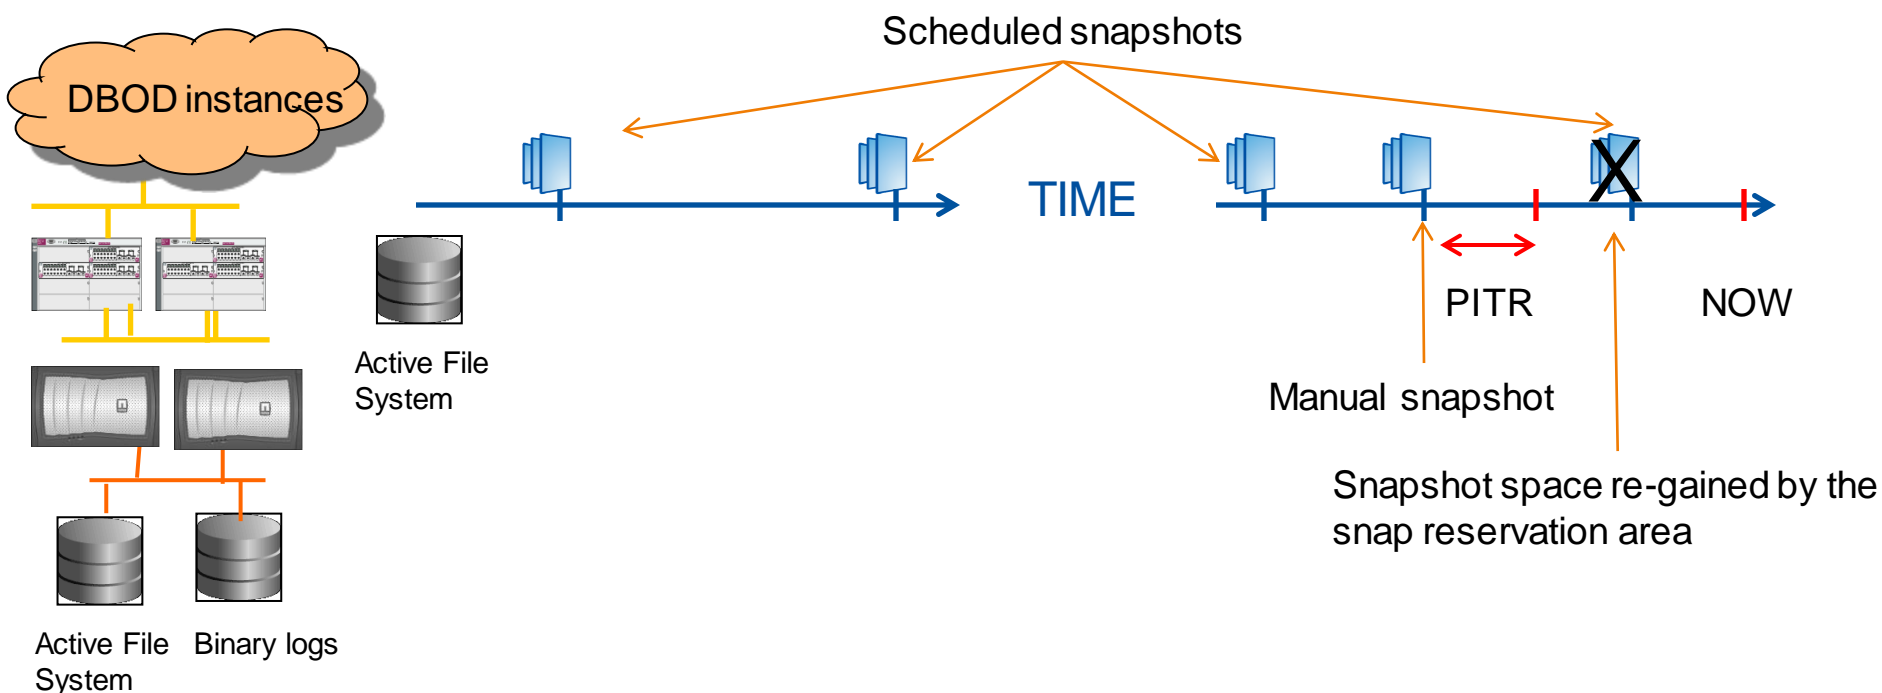 Scheduled snapshots
DBOD instances
TIME
PITR
NOW
Active File
System
Manual snapshot
Snapshot space re-gained by the
snap reservation area
Active File
System
Binary logs